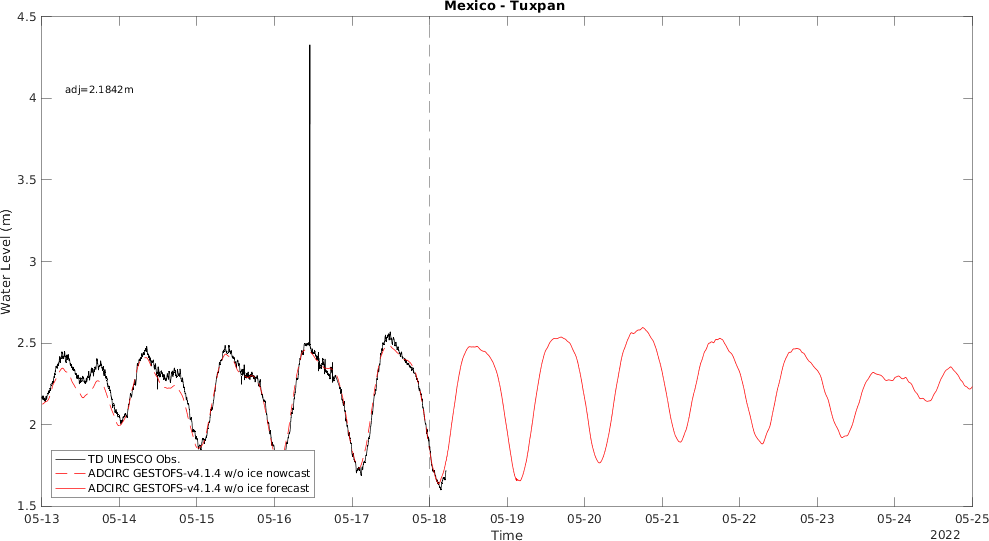 Mexico - Tuxpan
4.5
4
3.5
3
2.5
2
1.5
Water Level (m)
adj=2.1842m
TD UNESCO Obs.
ADCIRC GESTOFS-v4.1.4 w/o ice nowcast
ADCIRC GESTOFS-v4.1.4 w/o ice forecast
05-13 05-14 05-15 05-16 05-17 05-18 05-19 05-20 05-21 05-22 05-23 05-24 05-25
Time
2022